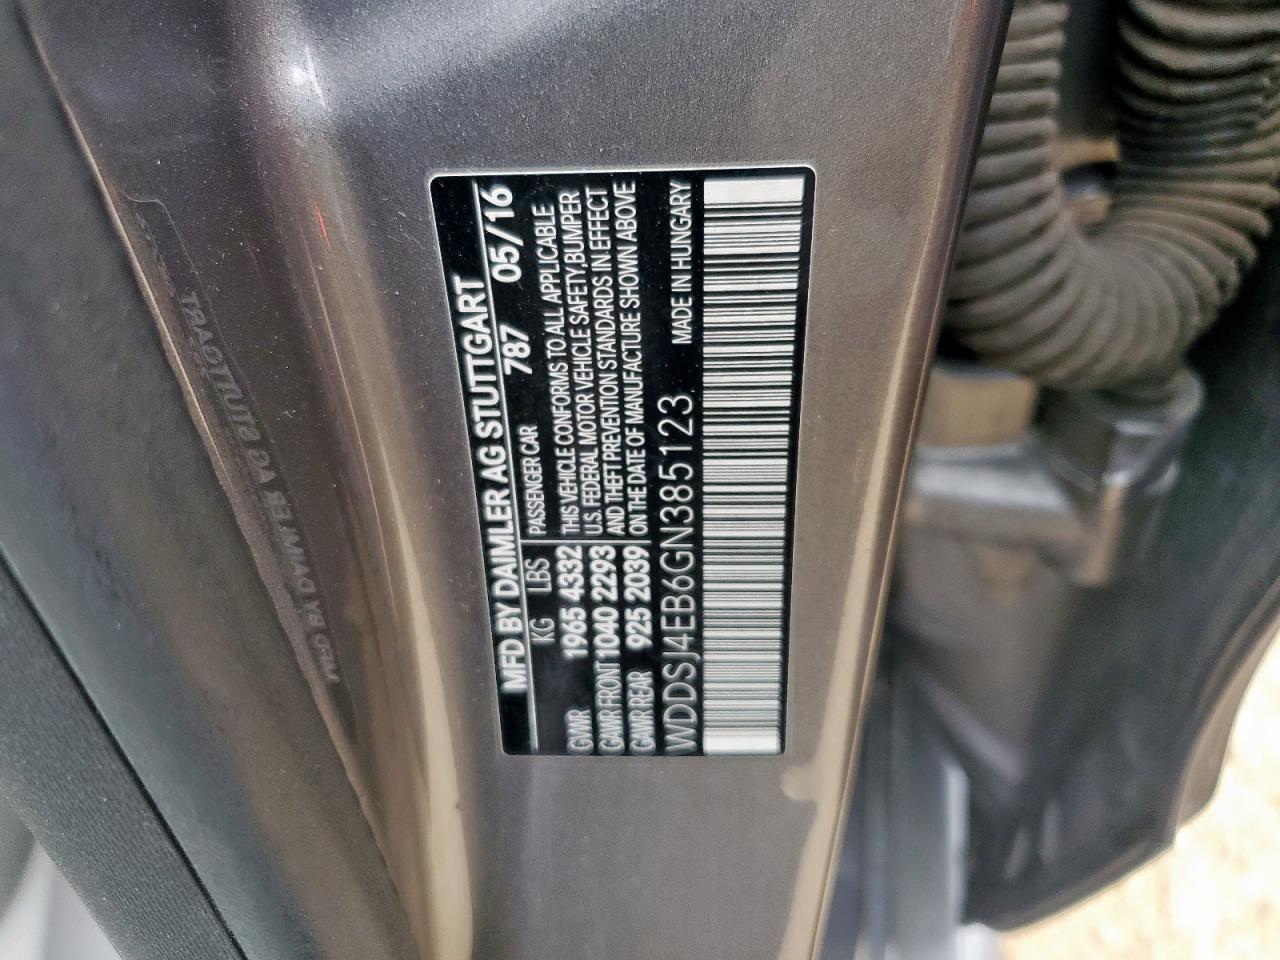 MFD BY DAIMLER AG STUTTGART
KG LBS PASSENGER CAR 787 05/16
GVWR 1965 4332 THIS VEHICLE CONFORMS TO ALL APPLICABLE
U.S. FEDERAL MOTOR VEHICLE SAFETY, BUMPER
GAWR FRONT 1040 2293 AND THEFT PREVENTION STANDARDS IN EFFECT
GAWR REAR 925 2039 ON THE DATE OF MANUFACTURE SHOWN ABOVE
WDDSJ4EB6GN385123 MADE IN HUNGARY